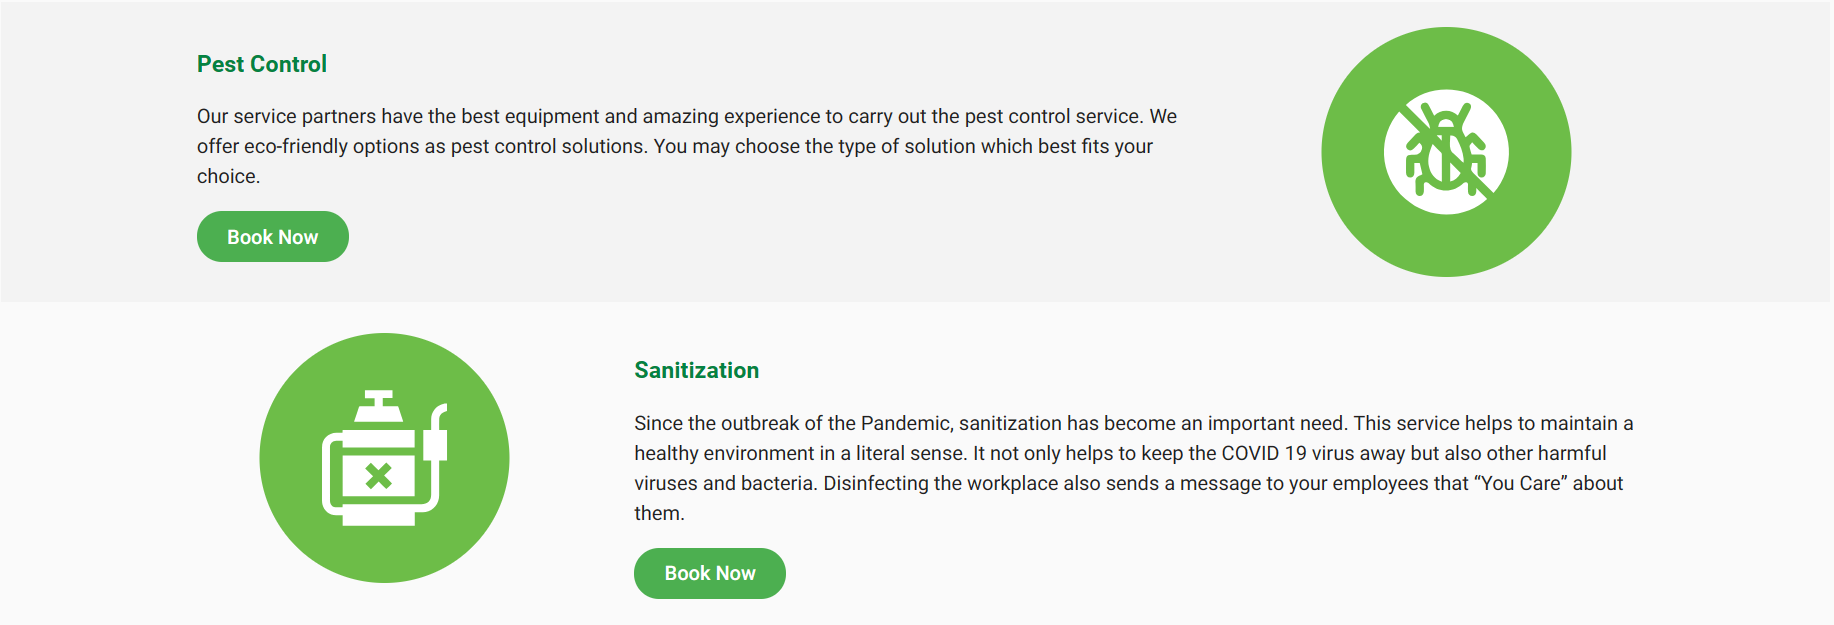 Pest Control
Our service partners have the best equipment and amazing experience to carry out the pest control service. We
offer eco-friendly options as pest control solutions. You may choose the type of solution which best fits your
choice.
Book Now
Sanitization
Since the outbreak of the Pandemic, sanitization has become an important need. This service helps to maintain a
healthy environment in a literal sense. It not only helps to keep the COVID 19 virus away but also other harmful
viruses and bacteria. Disinfecting the workplace also sends a message to your employees that “You Care” about
them.
Book Now